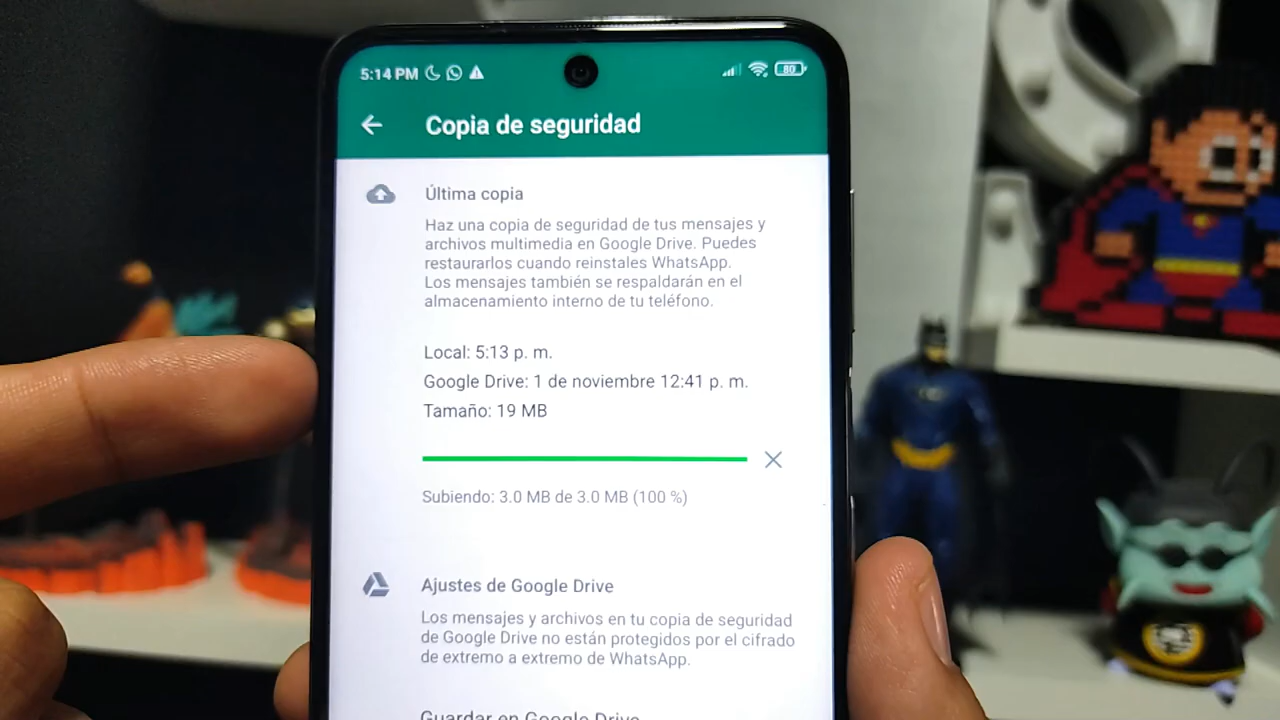 5:14 PM
80
Copia de seguridad
Última copia
Haz una copia de seguridad de tus mensajes y
archivos multimedia en Google Drive. Puedes
restaurarlos cuando reinstales WhatsApp.
Los mensajes también se respaldarán en el
almacenamiento interno de tu teléfono.
Local: 5:13 p. m.
Google Drive: 1 de noviembre 12:41 p. m.
Tamaño: 19 MB
Subiendo: 3.0 MB de 3.0 MB (100 %)
Ajustes de Google Drive
Los mensajes y archivos en tu copia de seguridad
de Google Drive no están protegidos por el cifrado
de extremo a extremo de WhatsApp.
Guardar en Google Drive